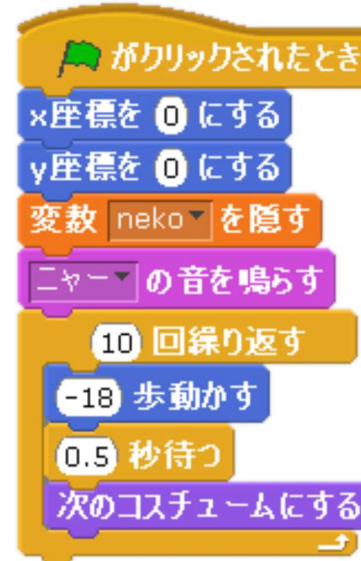 がクリックされたとき
x座標を 0 にする
y座標を 0 にする
変数 neko を隠す
ニャー の音を鳴らす
10 回繰り返す
-18 歩動かす
0.5 秒待つ
次のコスチュームにする